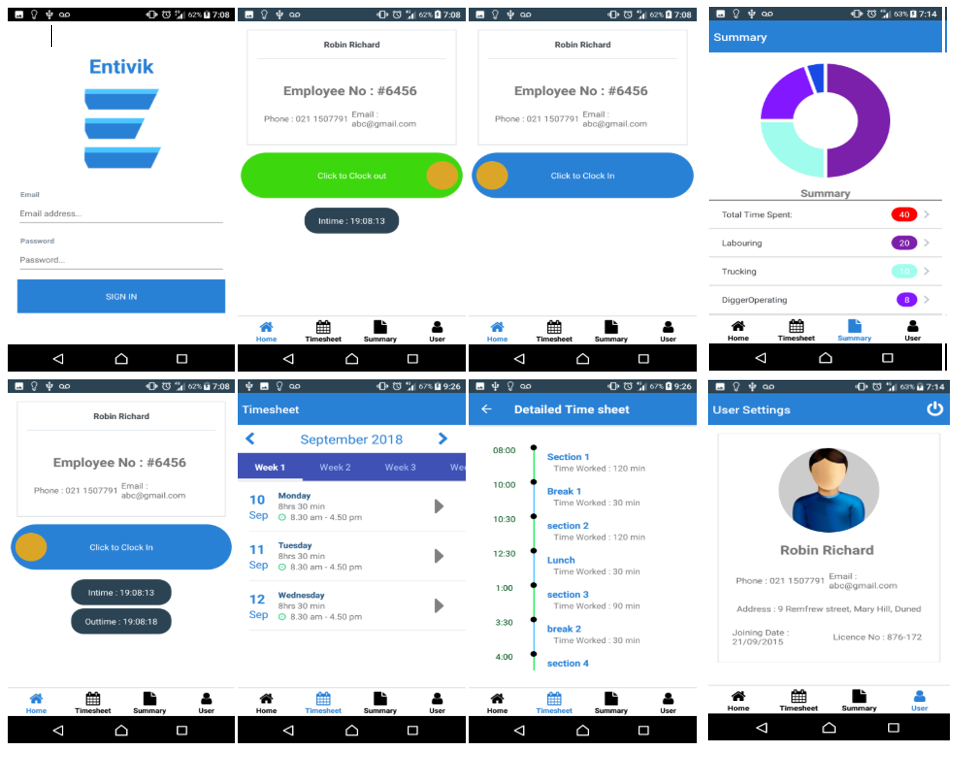 62% 7:08
Entivik
Email
Email address...
Password
Password...
SIGN IN
62% 7:08
Robin Richard
Employee No : #6456
Phone : 021 1507791 Email :
abc@gmail.com
Click to Clock out
Intime : 19:08:13
Home Timesheet Summary User
62% 7:08
Robin Richard
Employee No : #6456
Phone : 021 1507791 Email :
abc@gmail.com
Click to Clock In
Home Timesheet Summary User
63% 7:14
Summary
Summary
Total Time Spent: 40
Labouring 20
Trucking 10
DiggerOperating 8
Home Timesheet Summary User
62% 7:08
Robin Richard
Employee No : #6456
Phone : 021 1507791 Email :
abc@gmail.com
Click to Clock In
Intime : 19:08:13
Outtime : 19:08:18
Home Timesheet Summary User
67% 9:26
Timesheet
September 2018
Week 1 Week 2 Week 3 We
10 Sep Monday
8hrs 30 min
8.30 am - 4.50 pm
11 Sep Tuesday
8hrs 30 min
8.30 am - 4.50 pm
12 Sep Wednesday
8hrs 30 min
8.30 am - 4.50 pm
Home Timesheet Summary User
67% 9:26
Detailed Time sheet
08:00
Section 1
Time Worked : 120 min
10:00
Break 1
Time Worked : 30 min
10:30
section 2
Time Worked : 120 min
12:30
Lunch
Time Worked : 30 min
1:00
section 3
Time Worked : 90 min
3:30
break 2
Time Worked : 30 min
4:00
section 4
Home Timesheet Summary User
63% 7:14
User Settings
Robin Richard
Phone : 021 1507791 Email :
abc@gmail.com
Address : 9 Remfrew street, Mary Hill, Duned
Joining Date :
21/09/2015
Licence No : 876-172
Home Timesheet Summary User